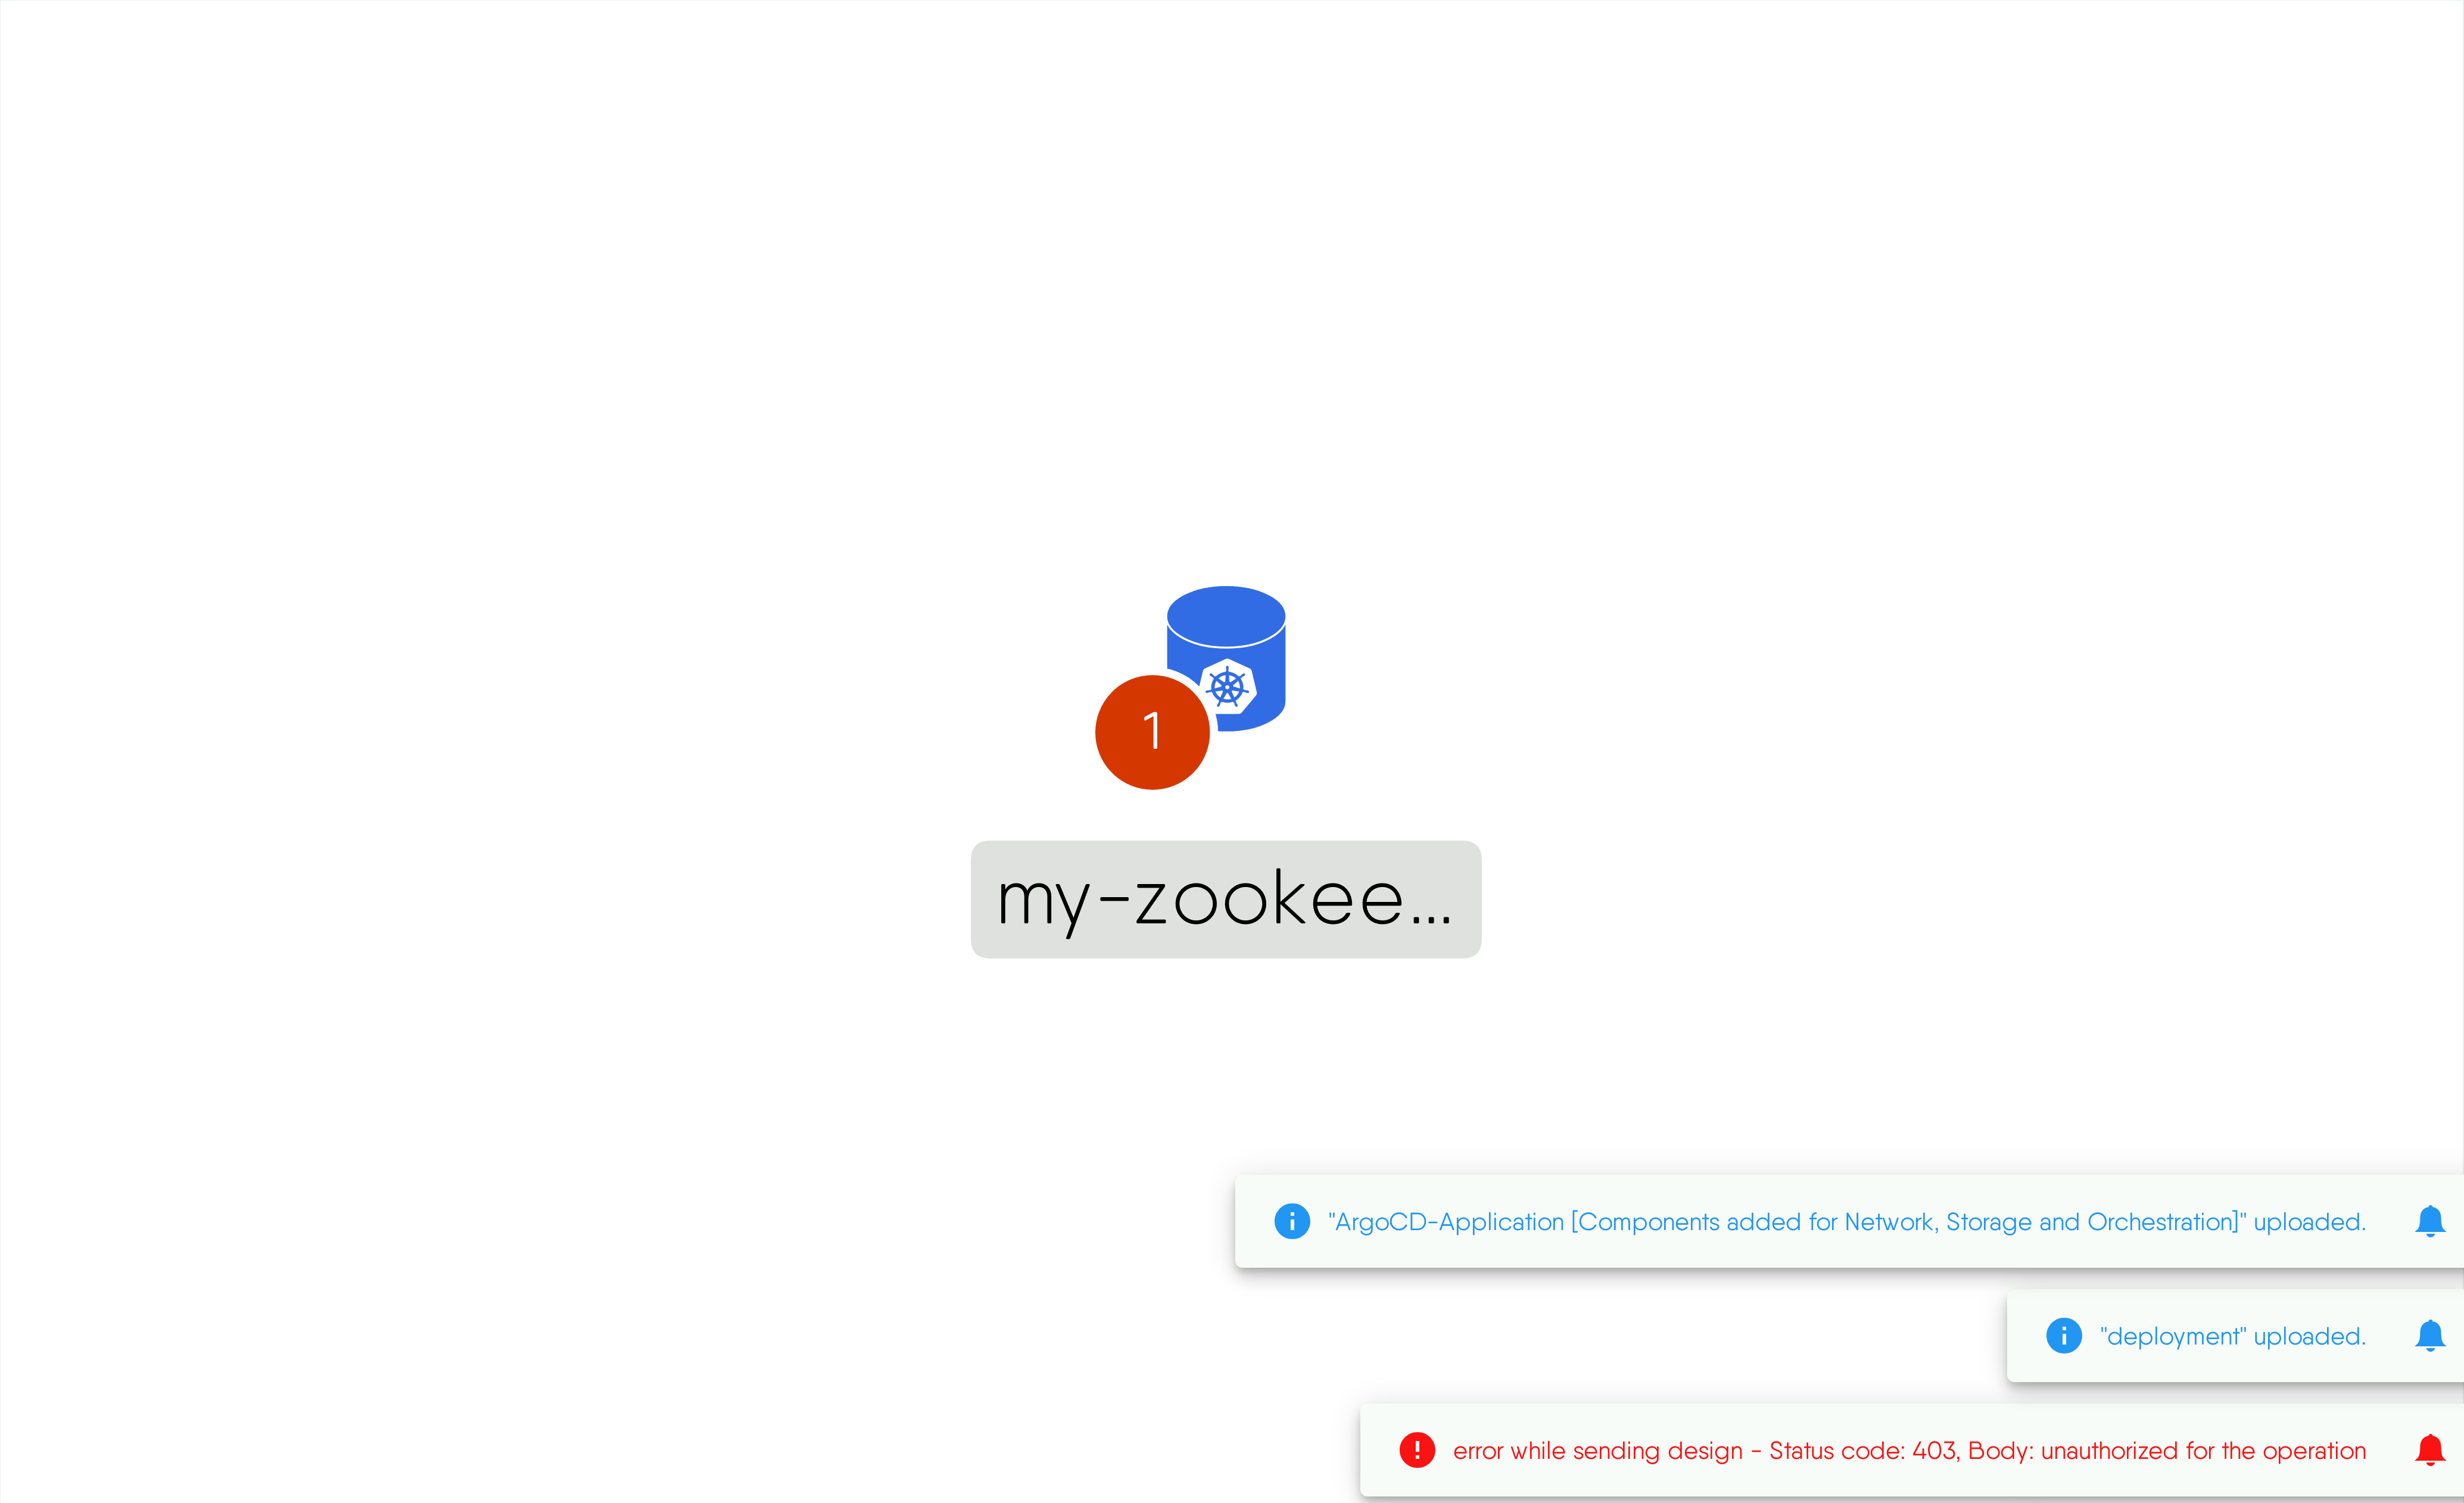 1
my-zookee...
"ArgoCD-Application [Components added for Network, Storage and Orchestration]" uploaded.
"deployment" uploaded.
error while sending design - Status code: 403, Body: unauthorized for the operation